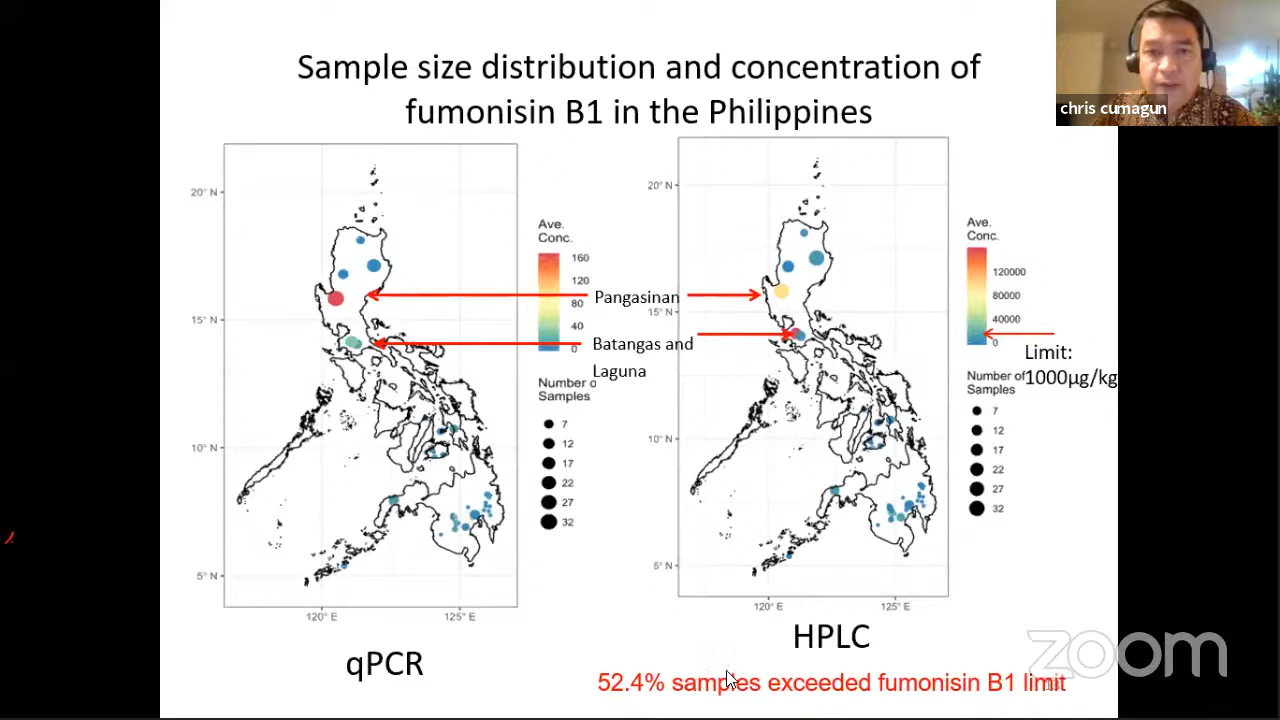 Sample size distribution and concentration of
fumonisin B1 in the Philippines
chris cumagun
20° N
15° N
10° N
5° N
120° E
125° E
Ave.
Conc.
160
120
80
40
0
Number o
Samples
7
12
17
22
27
32
qPCR
Pangasinan
Batangas and
Laguna
20° N
15° N
10° N
5° N
120° E
125° E
Ave.
Conc.
120000
80000
40000
0
Limit:
1000µg/kg
Number of
Samples
7
12
17
22
27
32
HPLC
52.4% samples exceeded fumonisin B1 limit
zoom